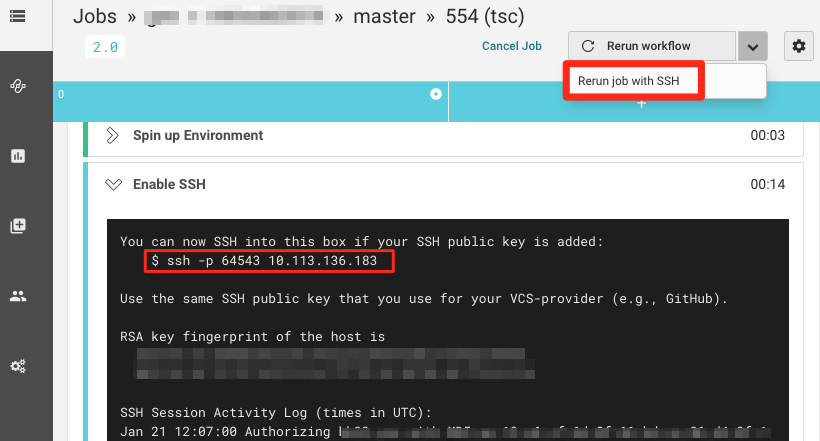 Jobs » » master » 554 (tsc)
2.0
Cancel Job
Rerun workflow
Rerun job with SSH
0
+
Spin up Environment 00:03
Enable SSH 00:14
You can now SSH into this box if your SSH public key is added:
$ ssh -p 64543 10.113.136.183
Use the same SSH public key that you use for your VCS-provider (e.g., GitHub).
RSA key fingerprint of the host is
SSH Session Activity Log (times in UTC):
Jan 21 12:07:00 Authorizing